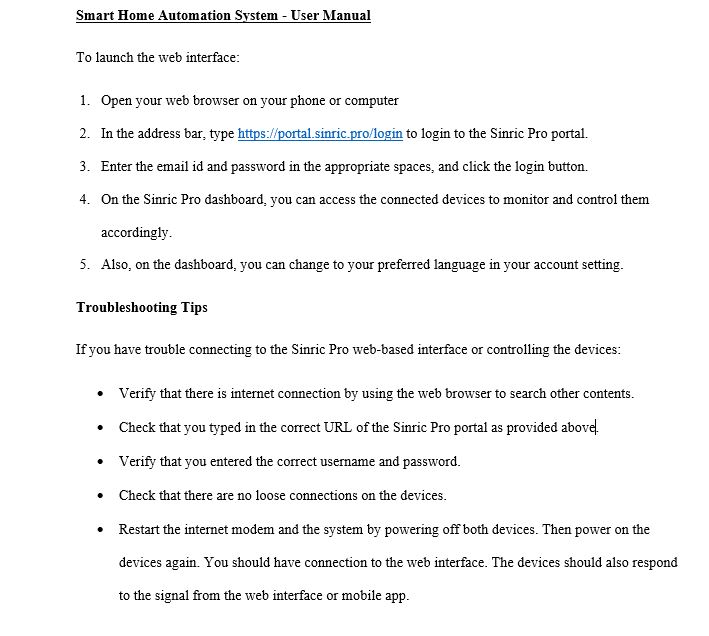 Smart Home Automation System - User Manual
To launch the web interface:
1. Open your web browser on your phone or computer
2. In the address bar, type https://portal.sinric.pro/login to login to the Sinric Pro portal.
3. Enter the email id and password in the appropriate spaces, and click the login button.
4. On the Sinric Pro dashboard, you can access the connected devices to monitor and control them
accordingly.
5. Also, on the dashboard, you can change to your preferred language in your account setting.
Troubleshooting Tips
If you have trouble connecting to the Sinric Pro web-based interface or controlling the devices:
• Verify that there is internet connection by using the web browser to search other contents.
• Check that you typed in the correct URL of the Sinric Pro portal as provided above.
• Verify that you entered the correct username and password.
• Check that there are no loose connections on the devices.
• Restart the internet modem and the system by powering off both devices. Then power on the
devices again. You should have connection to the web interface. The devices should also respond
to the signal from the web interface or mobile app.